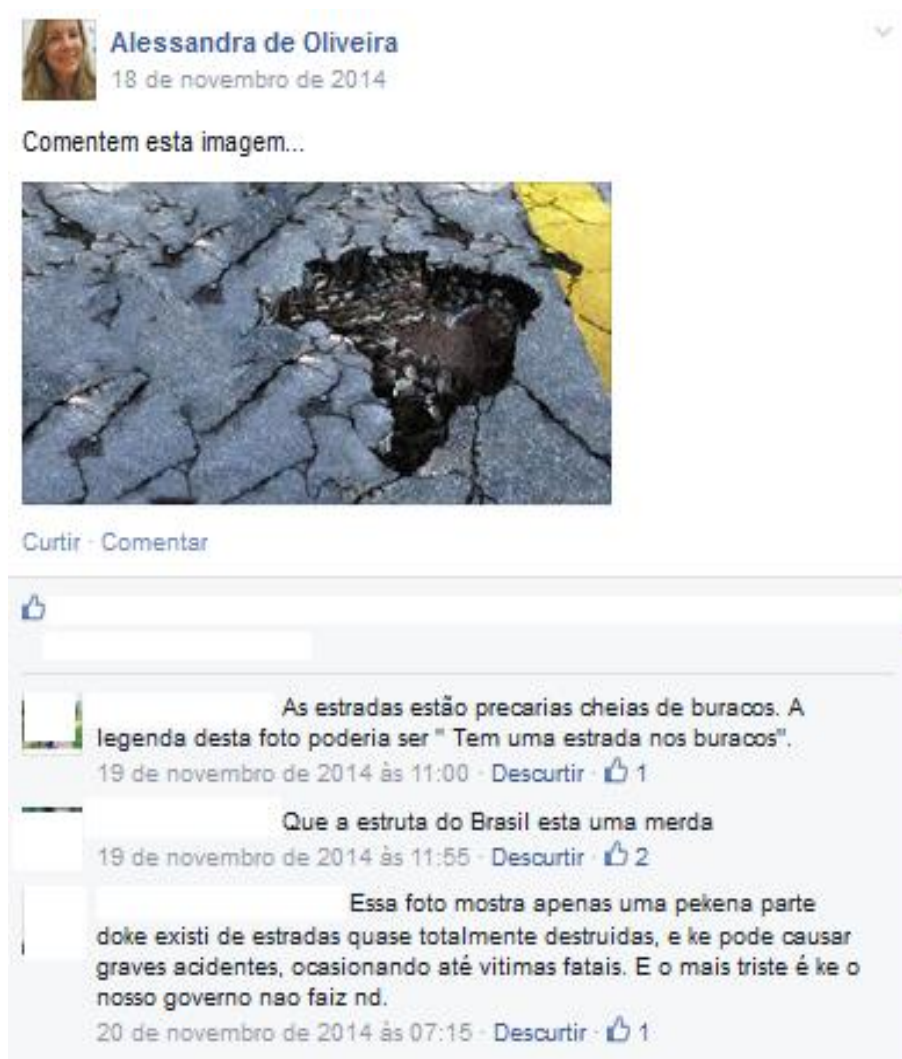 Alessandra de Oliveira
18 de novembro de 2014
Comentem esta imagem...
Curtir · Comentar
As estradas estão precarias cheias de buracos. A
legenda desta foto poderia ser " Tem uma estrada nos buracos".
19 de novembro de 2014 às 11:00 · Descurtir · 1
Que a estruta do Brasil esta uma merda
19 de novembro de 2014 às 11:55 · Descurtir · 2
Essa foto mostra apenas uma pekena parte
doke existi de estradas quase totalmente destruidas, e ke pode causar
graves acidentes, ocasionando até vitimas fatais. E o mais triste é ke o
nosso governo nao faiz nd.
20 de novembro de 2014 às 07:15 · Descurtir · 1